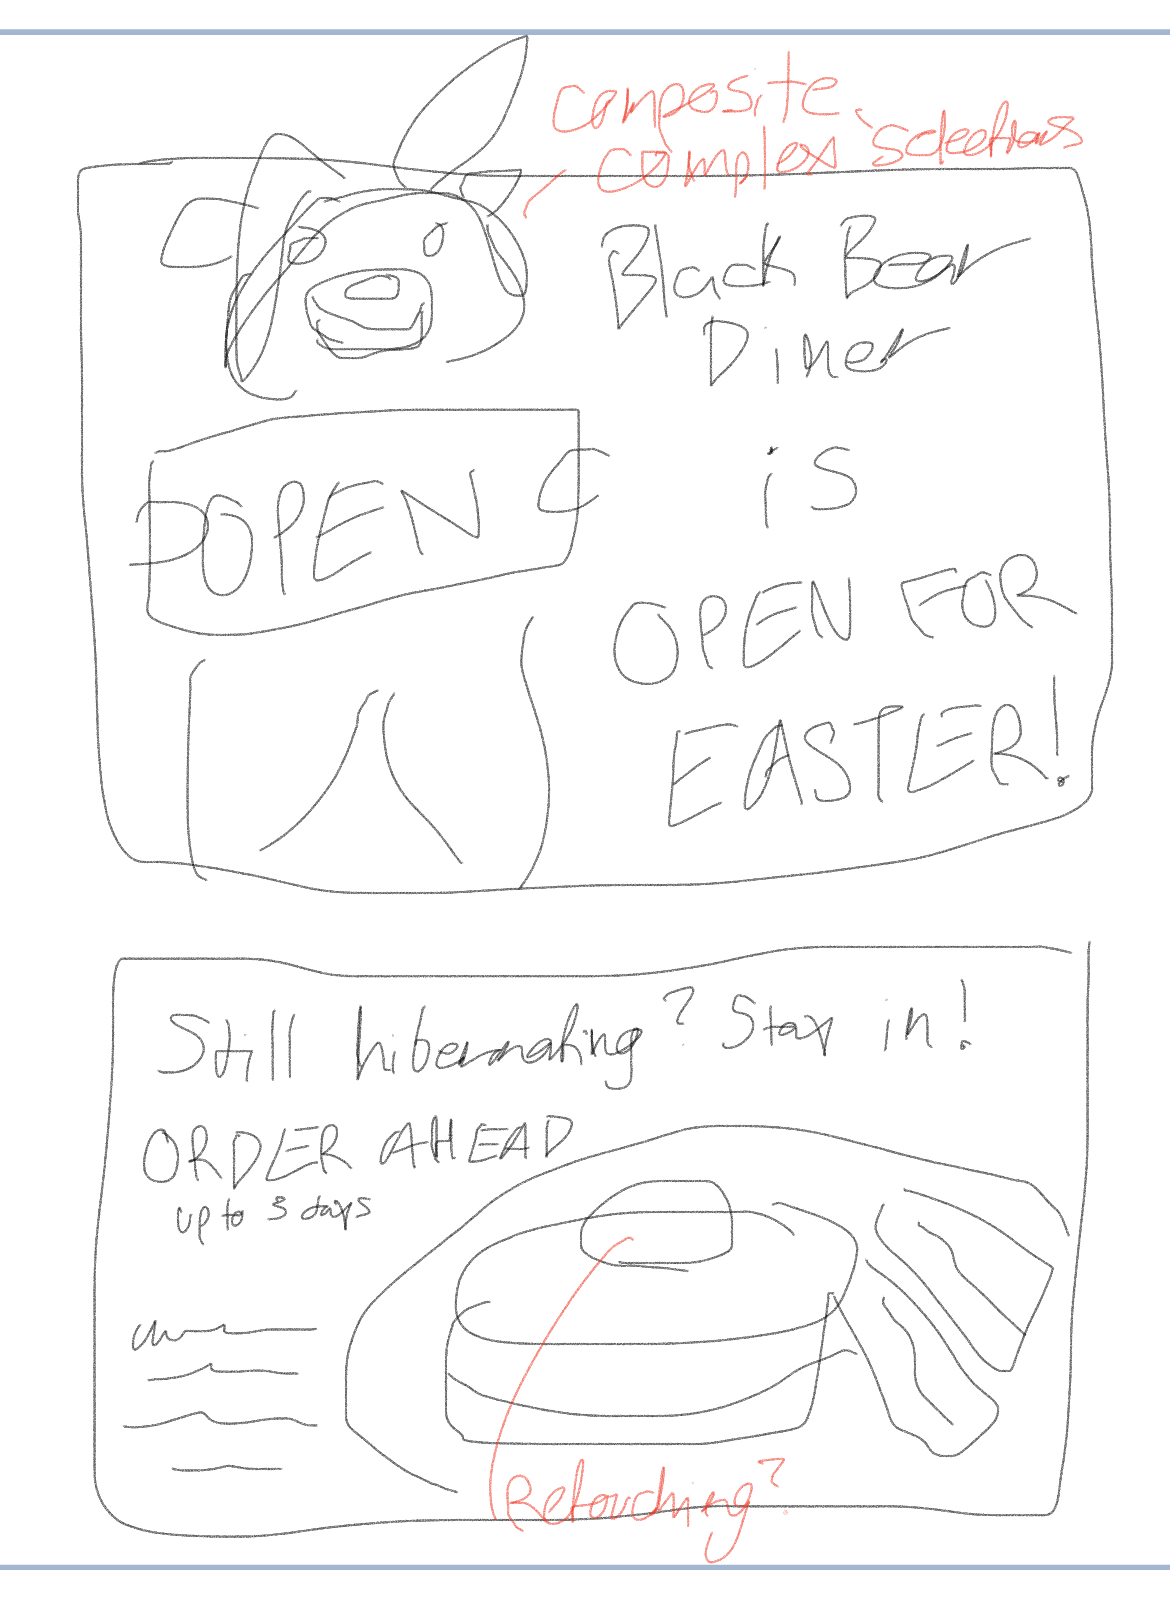 composite,
complex selections
Black Bear
Diner
OPEN
is
OPEN FOR
EASTER!
Still hibernating? Stay in!
ORDER AHEAD
up to 3 days
Retouching?